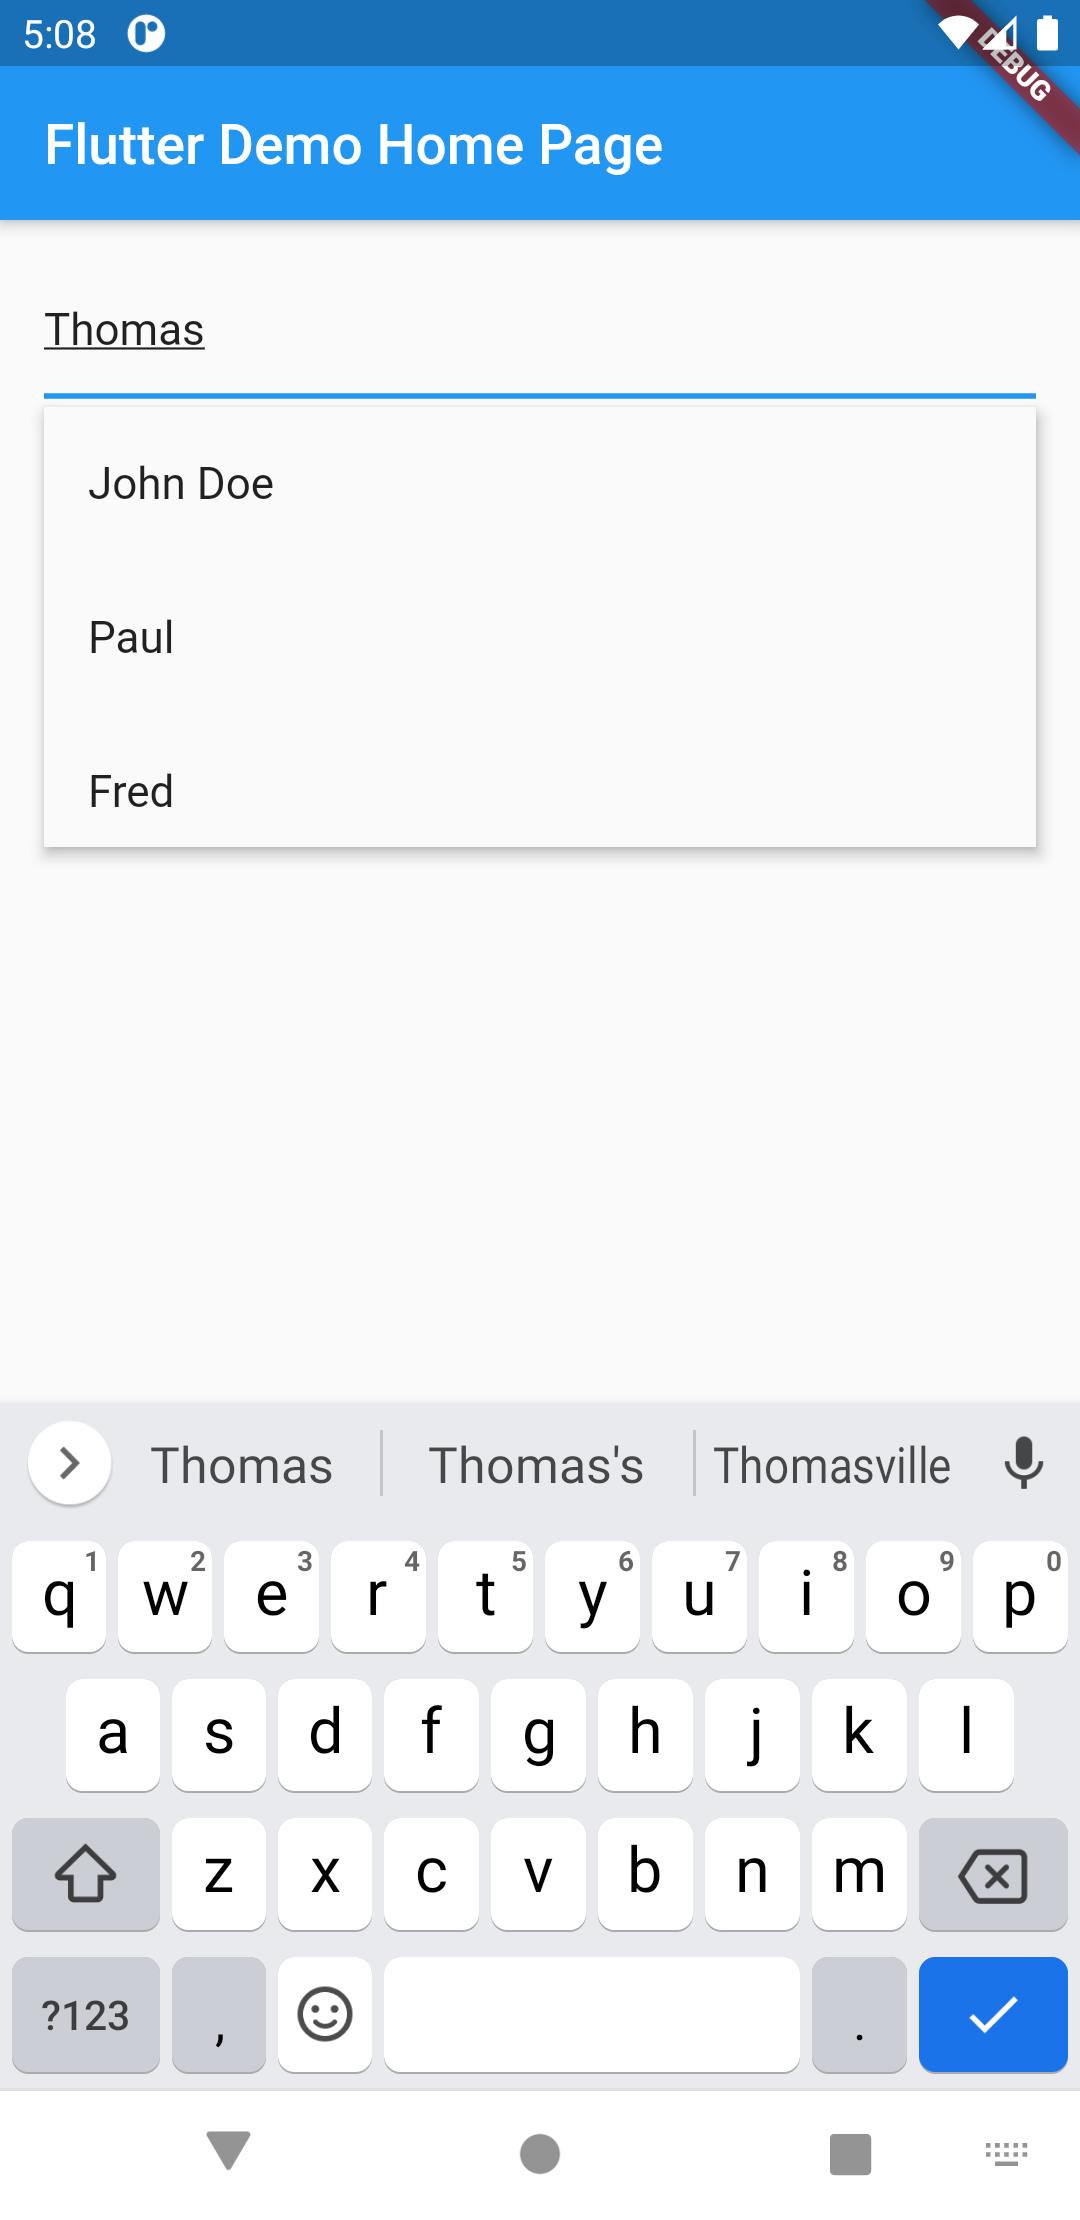 5:08
DEBUG
Flutter Demo Home Page
Thomas
John Doe
Paul
Fred
Thomas Thomas's Thomasville
1 2 3 4 5 6 7 8 9 0
q w e r t y u i o p
a s d f g h j k l
z x c v b n m
?123 , .